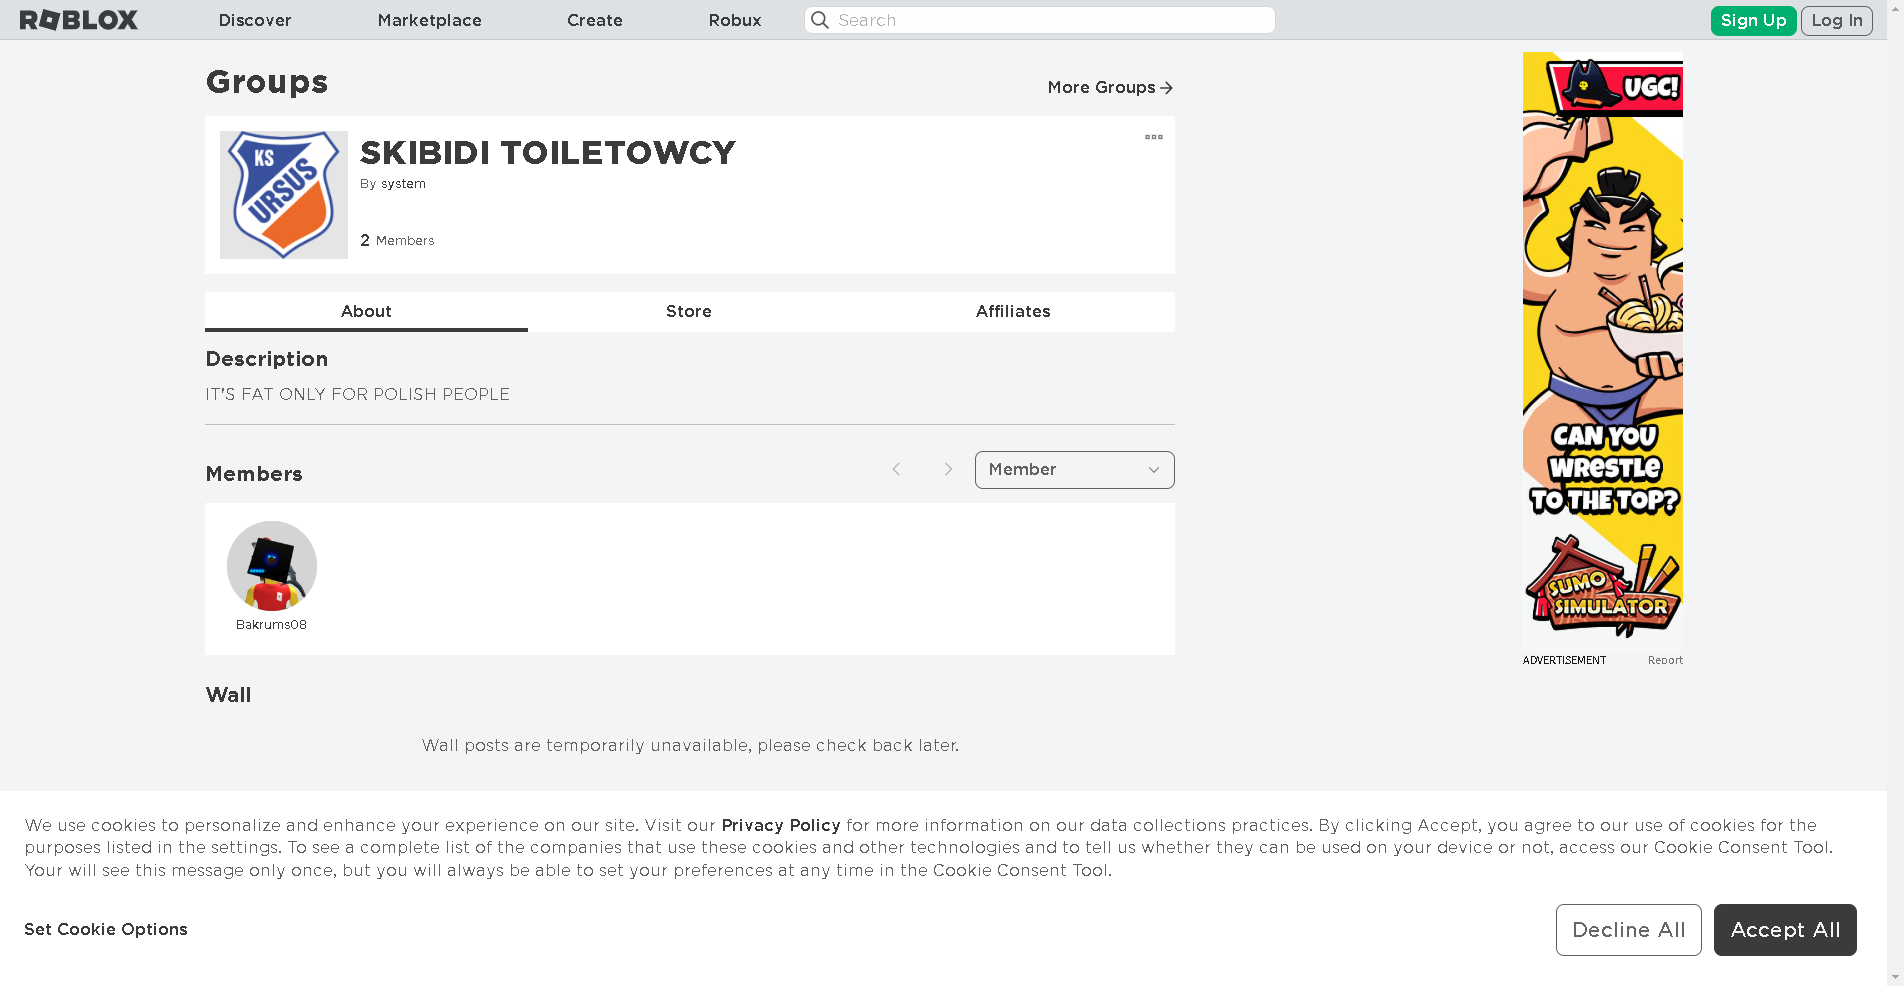 ROBLOX
Discover
Marketplace
Create
Robux
Search
Sign Up
Log In
Groups
More Groups
KS
URSUS
SKIBIDI TOILETOWCY
By system
2 Members
About
Store
Affiliates
Description
IT'S FAT ONLY FOR POLISH PEOPLE
Members
Member
Bakrums08
Wall
Wall posts are temporarily unavailable, please check back later.
UGC!
CAN YOU
WRESTLE
TO THE TOP?
SUMO
SIMULATOR
ADVERTISEMENT
Report
We use cookies to personalize and enhance your experience on our site. Visit our Privacy Policy for more information on our data collections practices. By clicking Accept, you agree to our use of cookies for the
purposes listed in the settings. To see a complete list of the companies that use these cookies and other technologies and to tell us whether they can be used on your device or not, access our Cookie Consent Tool.
Your will see this message only once, but you will always be able to set your preferences at any time in the Cookie Consent Tool.
Set Cookie Options
Decline All
Accept All